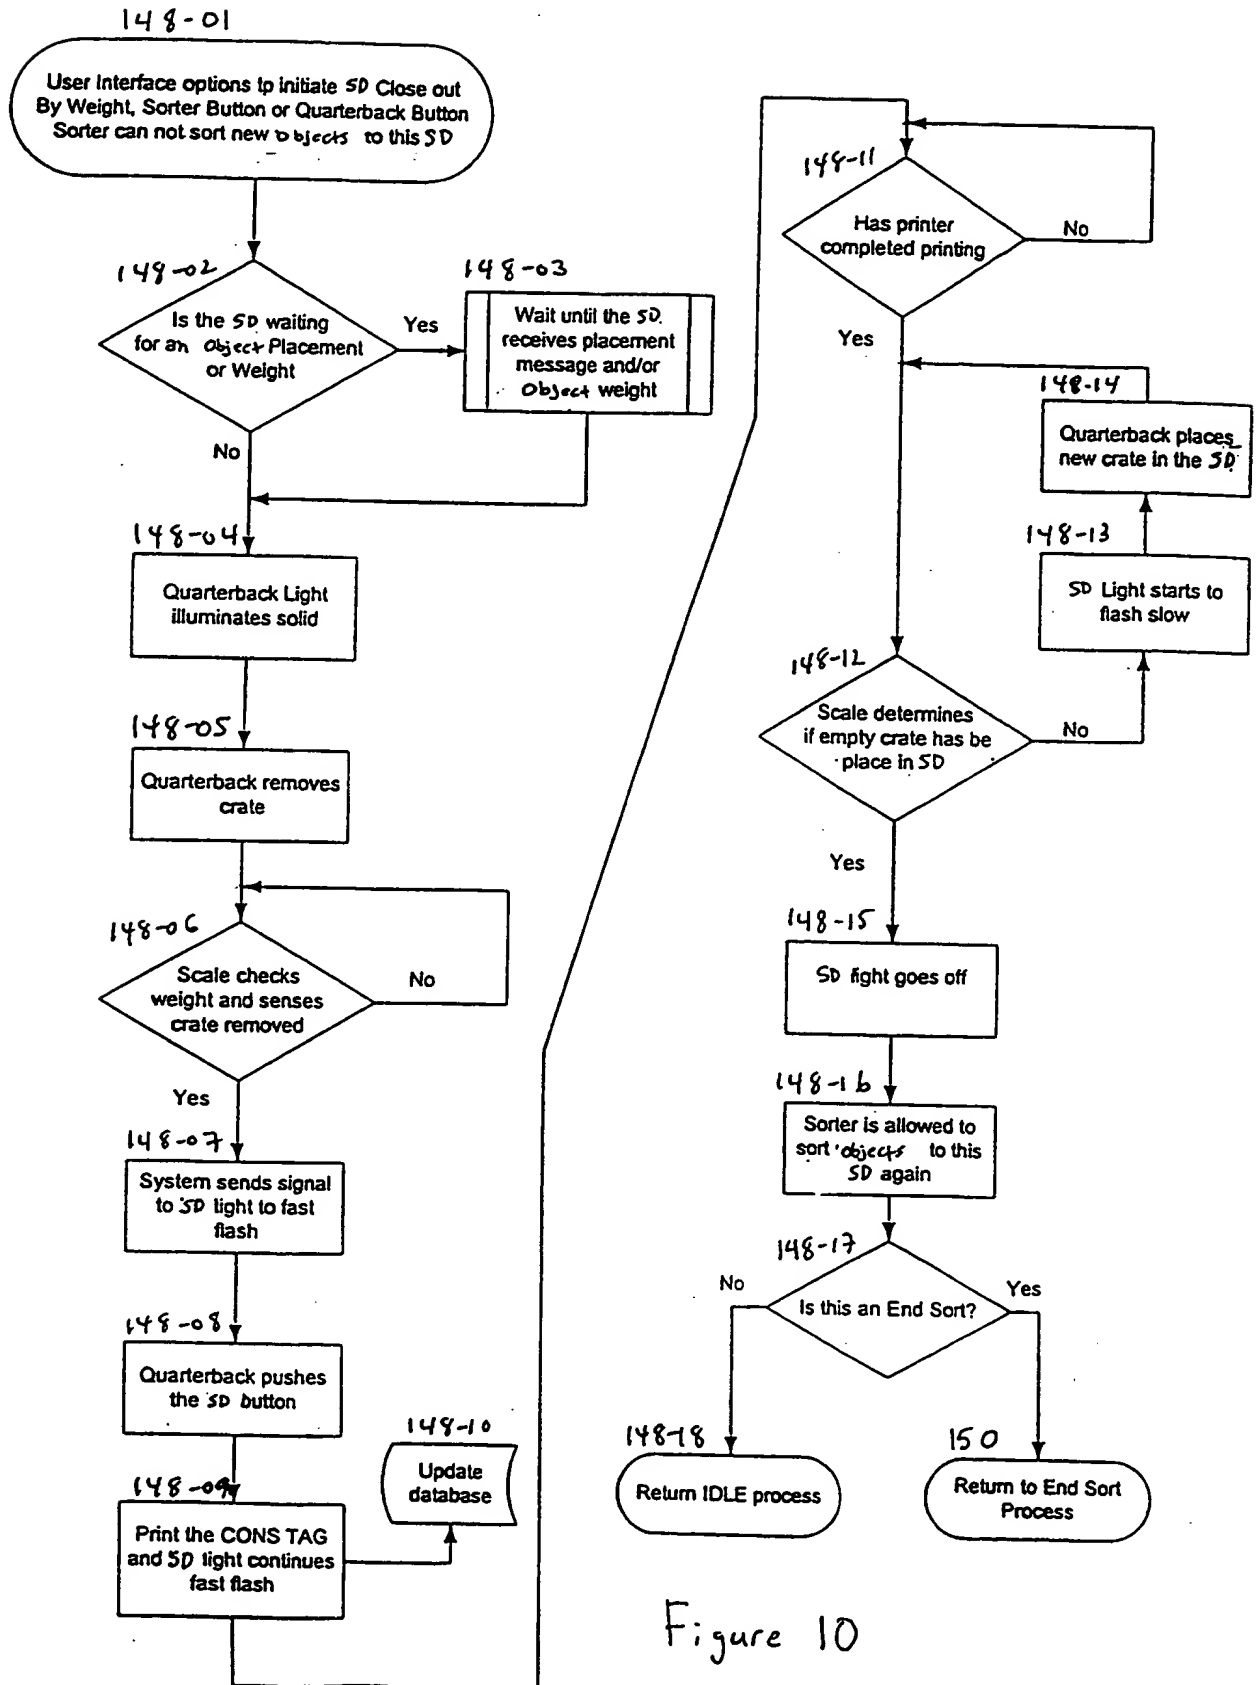 148-01
User Interface options tp initiate SD Close out
By Weight, Sorter Button or Quarterback Button
Sorter can not sort new objects to this SD
148-02
Is the SD waiting
for an Object Placement
or Weight
Yes
No
148-03
Wait until the SD.
receives placement
message and/or
Object weight
148-04
Quarterback Light
illuminates solid
148-05
Quarterback removes
crate
148-06
Scale checks
weight and senses
crate removed
No
Yes
148-07
System sends signal
to SD light to fast
flash
148-08
Quarterback pushes
the SD button
148-09
Print the CONS TAG
and SD light continues
fast flash
148-10
Update
database
148-11
Has printer
completed printing
No
Yes
148-14
Quarterback places
new crate in the SD.
148-13
SD Light starts to
flash slow
148-12
Scale determines
if empty crate has be
place in SD
No
Yes
148-15
SD light goes off
148-16
Sorter is allowed to
sort objects to this
SD again
148-17
Is this an End Sort?
No
Yes
148-18
Return IDLE process
150
Return to End Sort
Process
Figure 10